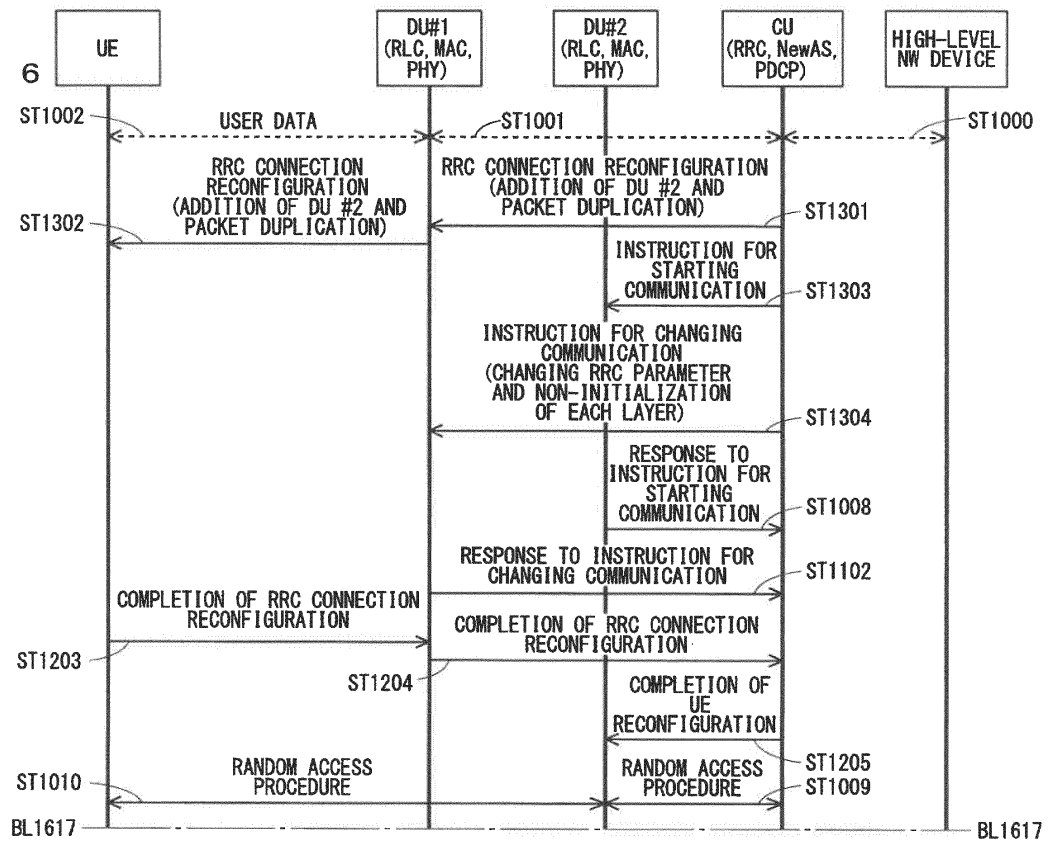 6
UE
DU#1
(RLC, MAC,
PHY)
DU#2
(RLC, MAC,
PHY)
CU
(RRC, NewAS,
PDCP)
HIGH-LEVEL
NW DEVICE
ST1002
USER DATA
ST1001
ST1000
RRC CONNECTION
RECONFIGURATION
(ADDITION OF DU #2 AND
PACKET DUPLICATION)
ST1302
RRC CONNECTION RECONFIGURATION
(ADDITION OF DU #2 AND
PACKET DUPLICATION)
ST1301
INSTRUCTION FOR
STARTING
COMMUNICATION
ST1303
INSTRUCTION FOR CHANGING
COMMUNICATION
(CHANGING RRC PARAMETER
AND NON-INITIALIZATION
OF EACH LAYER)
ST1304
RESPONSE TO
INSTRUCTION FOR
STARTING
COMMUNICATION
ST1008
RESPONSE TO INSTRUCTION FOR
CHANGING COMMUNICATION
ST1102
COMPLETION OF RRC CONNECTION
RECONFIGURATION
ST1203
COMPLETION OF RRC CONNECTION
RECONFIGURATION
ST1204
COMPLETION OF
UE
RECONFIGURATION
ST1205
RANDOM ACCESS
PROCEDURE
ST1010
RANDOM ACCESS
PROCEDURE
ST1009
BL1617
BL1617